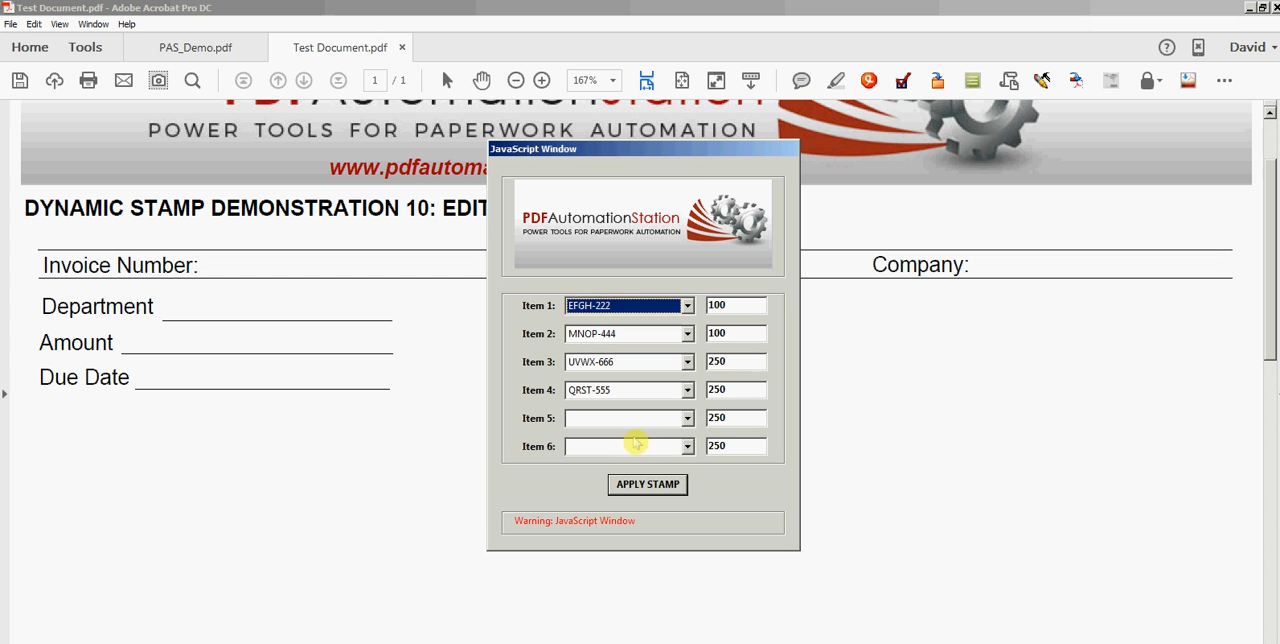 Test Document.pdf - Adobe Acrobat Pro DC
File Edit View Window Help
Home Tools PAS_Demo.pdf Test Document.pdf × David
1 / 1 167%
POWER TOOLS FOR PAPERWORK AUTOMATION
www.pdfautoma
DYNAMIC STAMP DEMONSTRATION 10: EDIT
Invoice Number:
Company:
Department
Amount
Due Date
JavaScript Window
PDFAutomationStation
POWER TOOLS FOR PAPERWORK AUTOMATION
Item 1: EFGH-222 100
Item 2: MNOP-444 100
Item 3: UVWX-666 250
Item 4: QRST-555 250
Item 5: 250
Item 6: 250
APPLY STAMP
Warning: JavaScript Window